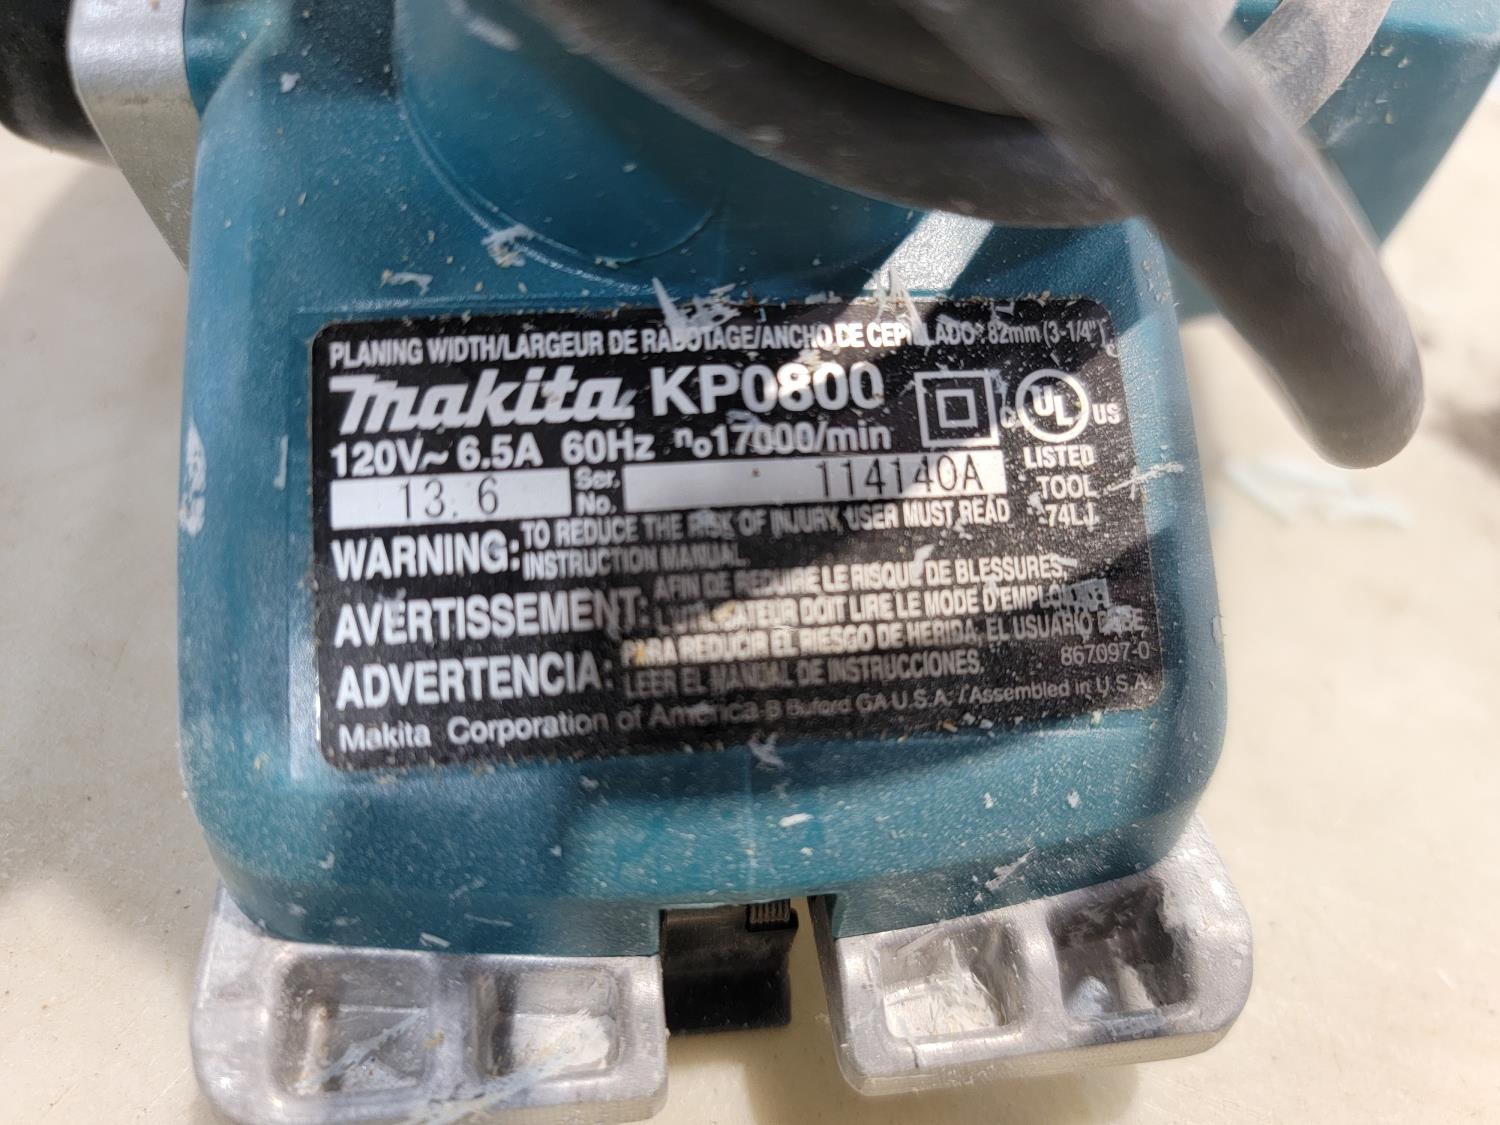 PLANING WIDTH/LARGEUR DE RABOTAGE/ANCHO DE CEPILLADO: 82mm (3-1/4")
makita KP0800
120V~ 6.5A 60Hz no17000/min
13. 6 Ser. No. 114140A
C UL US
LISTED
TOOL
74LJ
WARNING: TO REDUCE THE RISK OF INJURY, USER MUST READ
INSTRUCTION MANUAL.
AVERTISSEMENT: AFIN DE REDUIRE LE RISQUE DE BLESSURES,
L'UTILISATEUR DOIT LIRE LE MODE D'EMPLOI.
ADVERTENCIA: PARA REDUCIR EL RIESGO DE HERIDA, EL USUARIO DEBE
LEER EL MANUAL DE INSTRUCCIONES.
867097-0
Makita Corporation of America B Buford GA U.S.A. / Assembled in U.S.A.